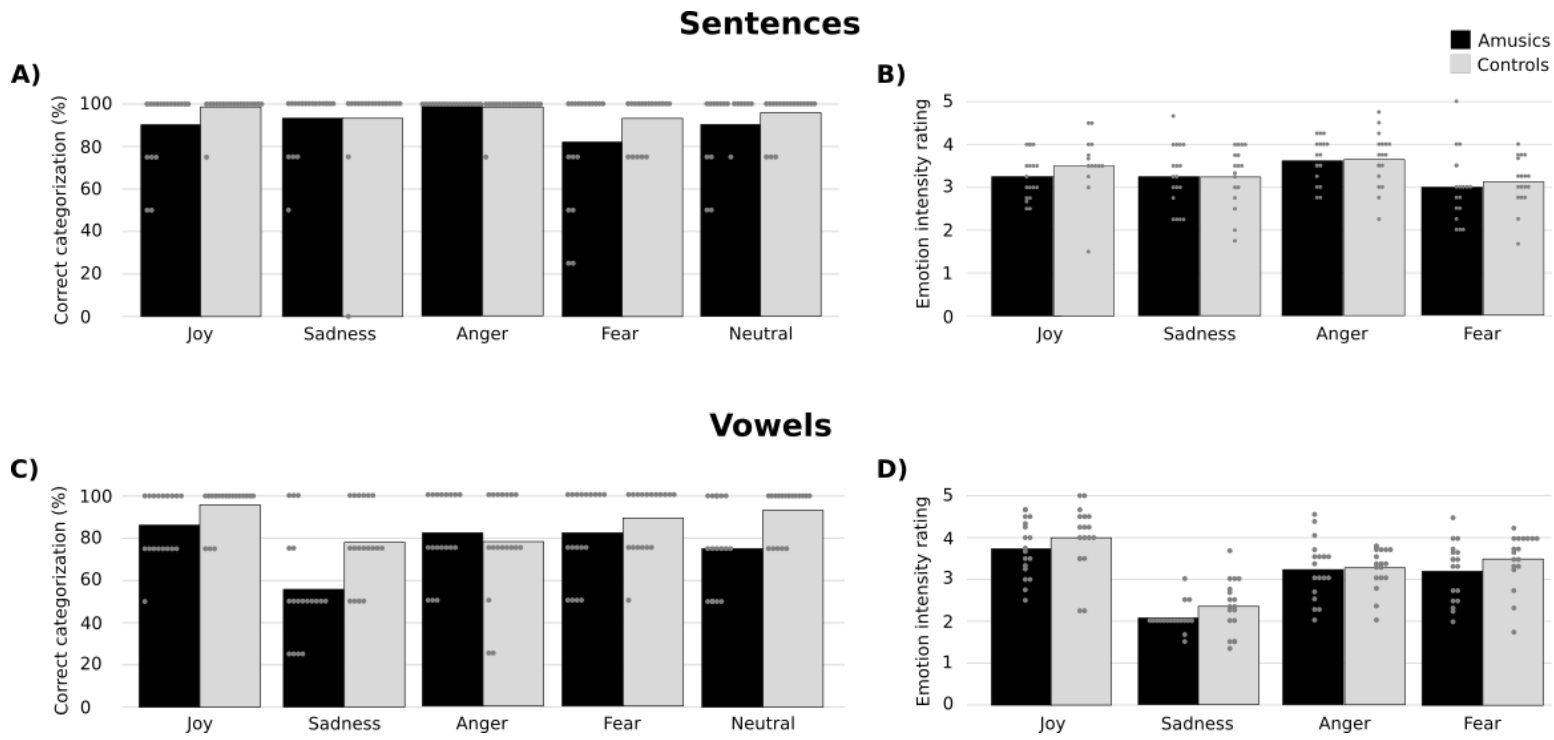 Sentences
Amusics
Controls
A)
Correct categorization (%)
100
80
60
40
20
0
Joy
Sadness
Anger
Fear
Neutral
B)
Emotion intensity rating
5
4
3
2
1
0
Joy
Sadness
Anger
Fear
Vowels
C)
Correct categorization (%)
100
80
60
40
20
0
Joy
Sadness
Anger
Fear
Neutral
D)
Emotion intensity rating
5
4
3
2
1
0
Joy
Sadness
Anger
Fear